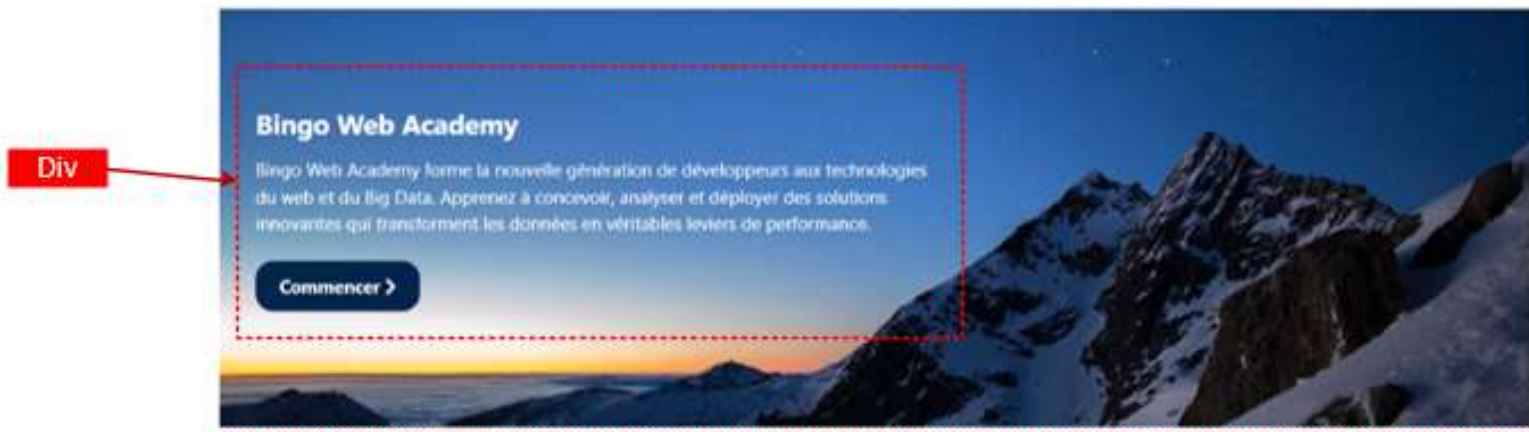 Bingo Web Academy
Div
Bingo Web Academy forme la nouvelle génération de développeurs aux technologies
du web et du Big Data. Apprenez à concevoir, analyser et déployer des solutions
innovantes qui transforment les données en véritables leviers de performance.
Commencer >